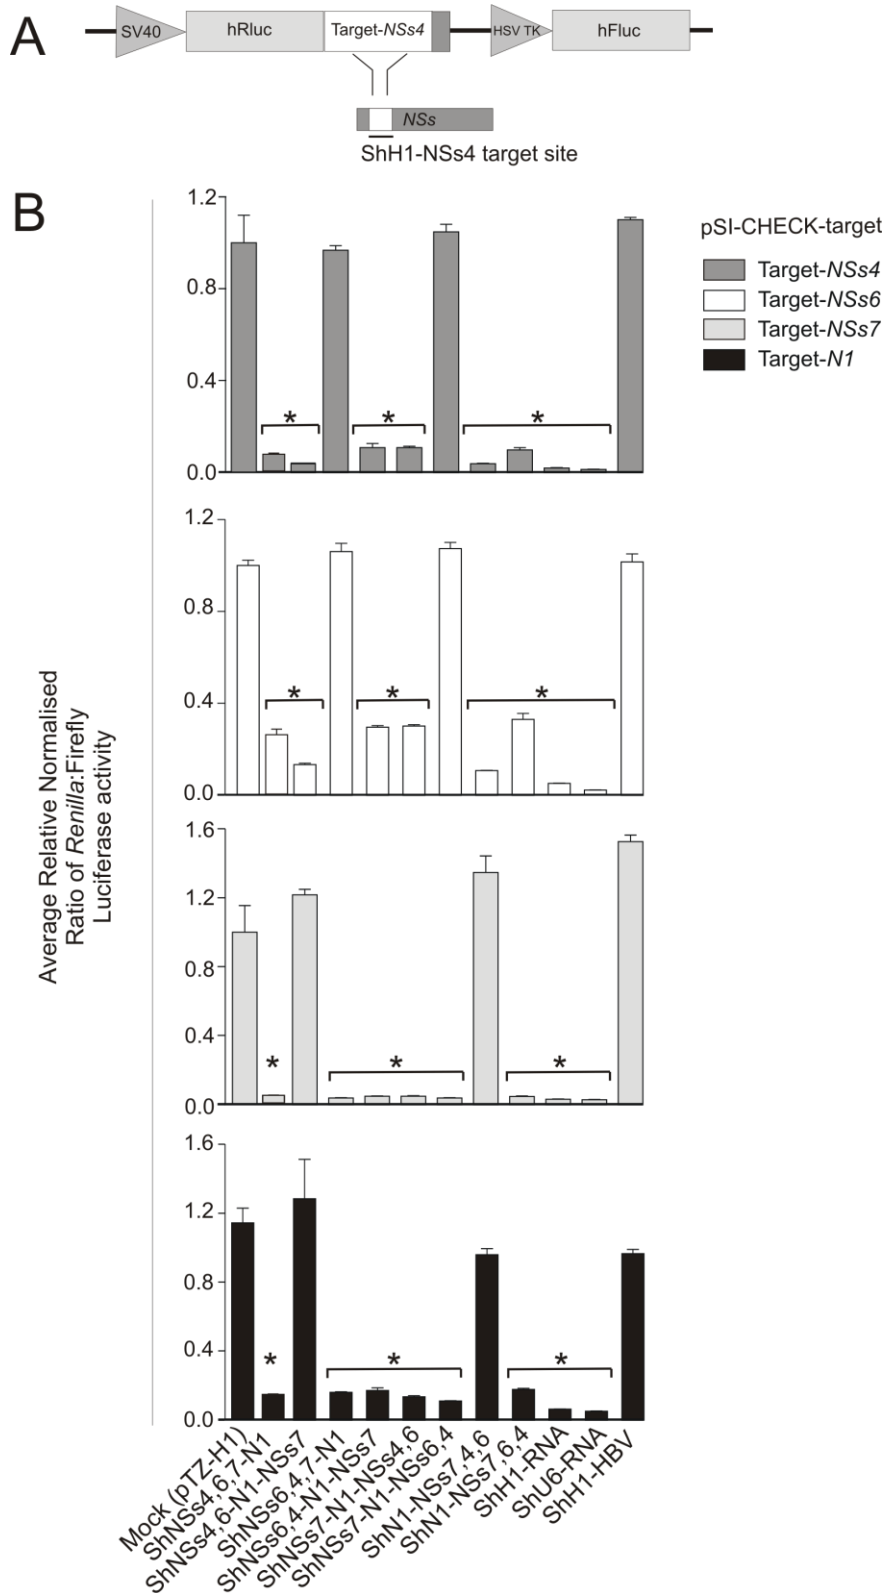 A
SV40
hRluc
Target-NSs4
HSV TK
hFluc
NSs
ShH1-NSs4 target site
B
pSI-CHECK-target
Target-NSs4
Target-NSs6
Target-NSs7
Target-N1
Average Relative Normalised
Ratio of Renilla:Firefly
Luciferase activity
1.2
0.8
0.4
0.0
*
*
*
1.2
0.8
0.4
0.0
*
*
*
1.6
1.2
0.8
0.4
0.0
*
*
*
1.6
1.2
0.8
0.4
0.0
*
*
*
Mock (pTZ-H1)
ShNSs4,6,7-N1
ShNSs4,6-N1-NSs7
ShNSs6,4,7-N1
ShNSs6,4-N1-NSs7
ShNSs7-N1-NSs4,6
ShNSs7-N1-NSs6,4
ShN1-NSs7,4,6
ShN1-NSs7,6,4
ShH1-RNA
ShU6-RNA
ShH1-HBV